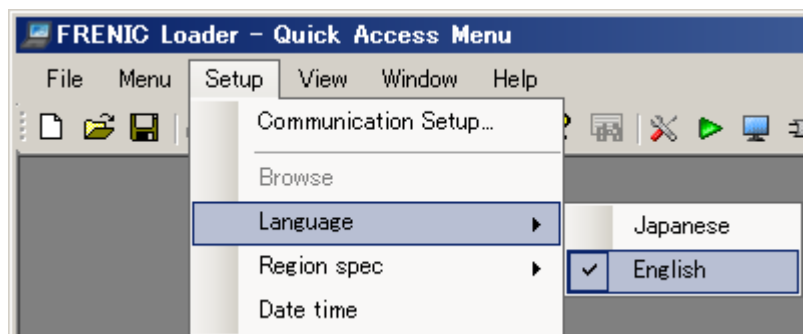 FRENIC Loader - Quick Access Menu
File Menu Setup View Window Help
Communication Setup...
Browse
Language
Japanese
Region spec
English
Date time